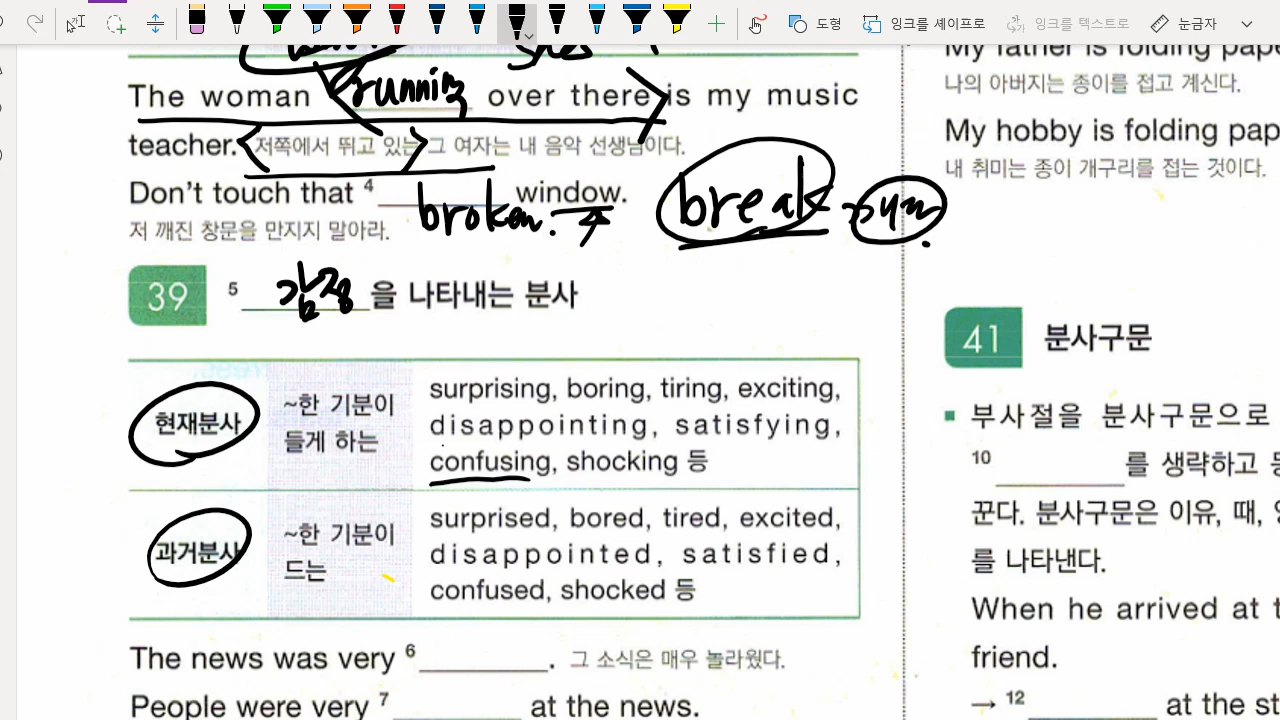 도형
잉크를 셰이프로
잉크를 텍스트로
눈금자
The woman running over there is my music
teacher. 저쪽에서 뛰고 있는 그 여자는 내 음악 선생님이다.
Don't touch that 4 broken window.
break
저 깨진 창문을 만지지 말아라.
39 5 감정 을 나타내는 분사
현재분사
~한 기분이
들게 하는
surprising, boring, tiring, exciting,
disappointing, satisfying,
confusing, shocking 등
과거분사
~한 기분이
드는
surprised, bored, tired, excited,
disappointed, satisfied,
confused, shocked 등
The news was very 6 ________. 그 소식은 매우 놀라웠다.
People were very 7 ________ at the news.
My father is folding pape
나의 아버지는 종이를 접고 계신다.
My hobby is folding pap
내 취미는 종이 개구리를 접는 것이다.
41 분사구문
부사절을 분사구문으로
10 ________ 를 생략하고 동
꾼다. 분사구문은 이유, 때,
를 나타낸다.
When he arrived at t
friend.
→ 12 ________ at the st